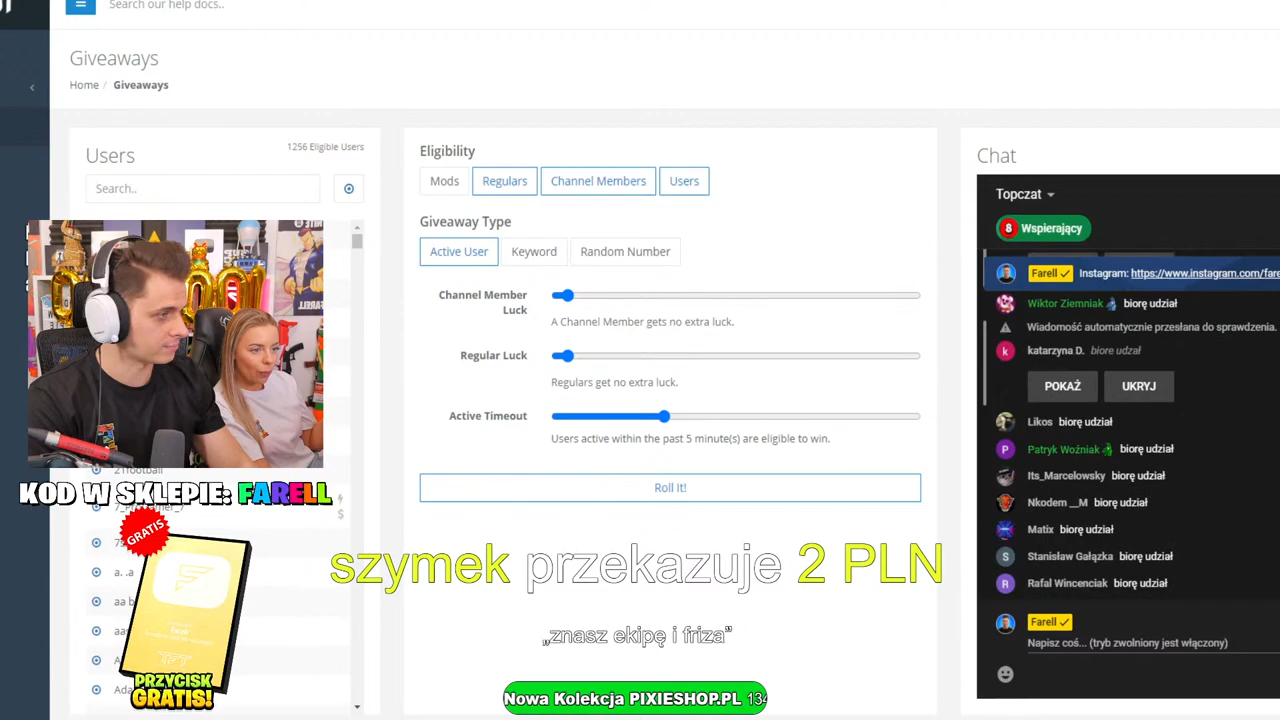 Search our help docs..
Giveaways
Home / Giveaways
Users
1256 Eligible Users
Search..
21football
aa b
KOD W SKLEPIE: FARELL
GRATIS
PRZYCISK
GRATIS!
Eligibility
Mods
Regulars
Channel Members
Users
Giveaway Type
Active User
Keyword
Random Number
Channel Member
Luck
A Channel Member gets no extra luck.
Regular Luck
Regulars get no extra luck.
Active Timeout
Users active within the past 5 minute(s) are eligible to win.
Roll It!
szymek przekazuje 2 PLN
„znasz ekipę i friza”
Nowa Kolekcja PIXIESHOP.PL 134
Chat
Topczat
8 Wspierający
Farell Instagram: https://www.instagram.com/fare
Wiktor Ziemniak biorę udział
Wiadomość automatycznie przesłana do sprawdzenia.
k katarzyna D. biore udzał
POKAŻ
UKRYJ
Likos biorę udział
P Patryk Woźniak biorę udział
Its_Marcelowsky biorę udział
Nkodem __M biorę udział
Matix biorę udział
S Stanisław Gałązka biorę udział
R Rafał Wincenciak biorę udział
Farell
Napisz coś... (tryb zwolniony jest włączony)